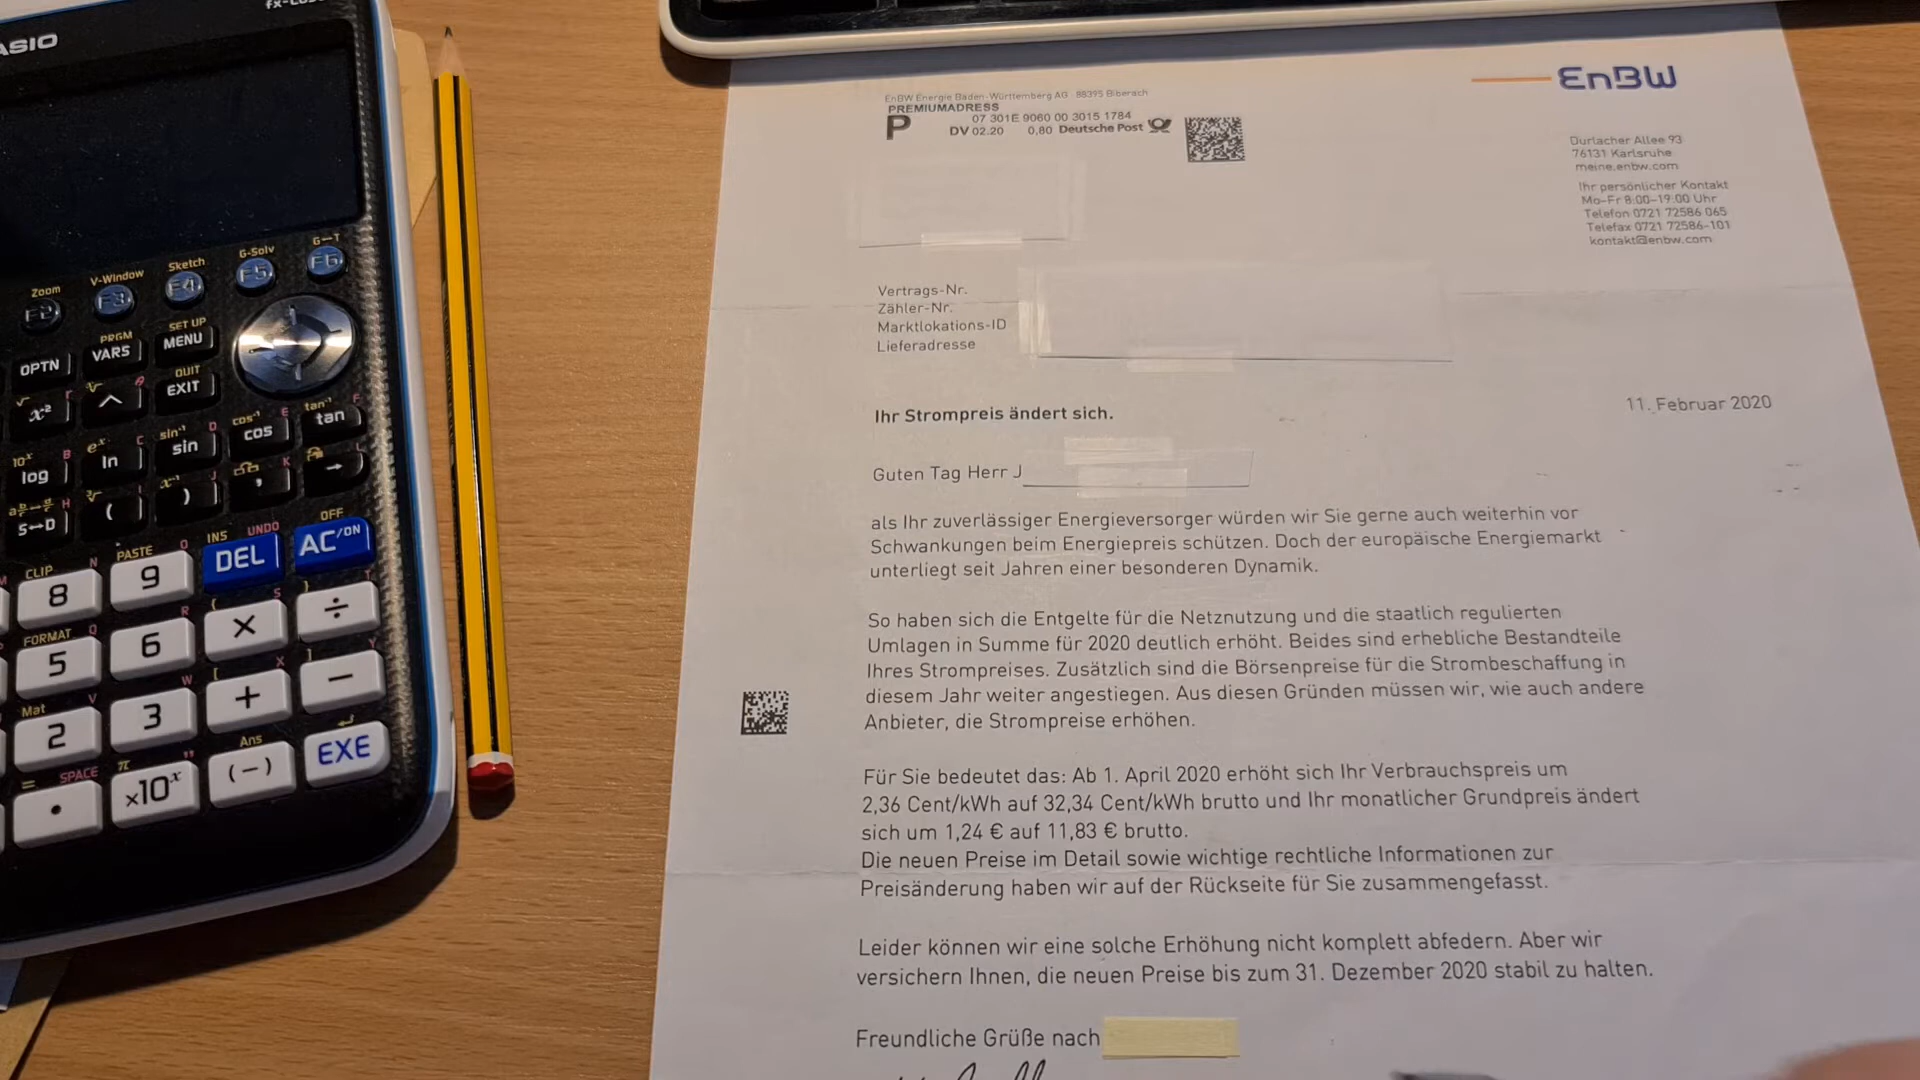 CASIO
G↔T
G-Solv
Sketch
V-Window
Zoom
F2
F3
F4
F5
F6
SET UP
PRGM
OPTN
VARS
MENU
QUIT
x²
^
EXIT
10ˣ B
eˣ C
sin⁻¹ D
cos⁻¹ E
tan⁻¹ F
log
ln
sin
cos
tan
S↔D
(
)
,
→
CLIP
PASTE
INS UNDO
OFF
8
9
DEL
AC/ON
FORMAT
5
6
×
÷
Mat
2
3
+
−
= SPACE
π
Ans
•
×10ˣ
(−)
EXE
EnBW
EnBW Energie Baden-Württemberg AG · 88395 Biberach
PREMIUMADRESS
P
07 301E 9060 00 3015 1784
DV 02.20 0,80 Deutsche Post
Durlacher Allee 93
76131 Karlsruhe
meine.enbw.com
Ihr persönlicher Kontakt
Mo–Fr 8:00–19:00 Uhr
Telefon 0721 72586 065
Telefax 0721 72586-101
kontakt@enbw.com
Vertrags-Nr.
Zähler-Nr.
Marktlokations-ID
Lieferadresse
11. Februar 2020
Ihr Strompreis ändert sich.
Guten Tag Herr J
als Ihr zuverlässiger Energieversorger würden wir Sie gerne auch weiterhin vor
Schwankungen beim Energiepreis schützen. Doch der europäische Energiemarkt
unterliegt seit Jahren einer besonderen Dynamik.
So haben sich die Entgelte für die Netznutzung und die staatlich regulierten
Umlagen in Summe für 2020 deutlich erhöht. Beides sind erhebliche Bestandteile
Ihres Strompreises. Zusätzlich sind die Börsenpreise für die Strombeschaffung in
diesem Jahr weiter angestiegen. Aus diesen Gründen müssen wir, wie auch andere
Anbieter, die Strompreise erhöhen.
Für Sie bedeutet das: Ab 1. April 2020 erhöht sich Ihr Verbrauchspreis um
2,36 Cent/kWh auf 32,34 Cent/kWh brutto und Ihr monatlicher Grundpreis ändert
sich um 1,24 € auf 11,83 € brutto.
Die neuen Preise im Detail sowie wichtige rechtliche Informationen zur
Preisänderung haben wir auf der Rückseite für Sie zusammengefasst.
Leider können wir eine solche Erhöhung nicht komplett abfedern. Aber wir
versichern Ihnen, die neuen Preise bis zum 31. Dezember 2020 stabil zu halten.
Freundliche Grüße nach